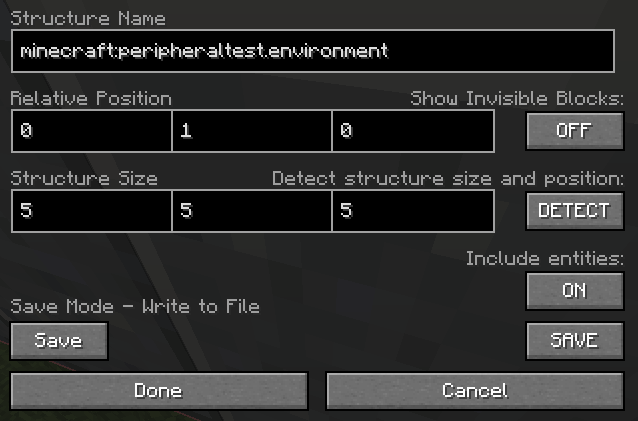 Structure Name
minecraft:peripheraltest.environment
Relative Position Show Invisible Blocks:
0 1 0 OFF
Structure Size Detect structure size and position:
5 5 5 DETECT
Include entities:
ON
Save Mode - Write to File
Save SAVE
Done Cancel